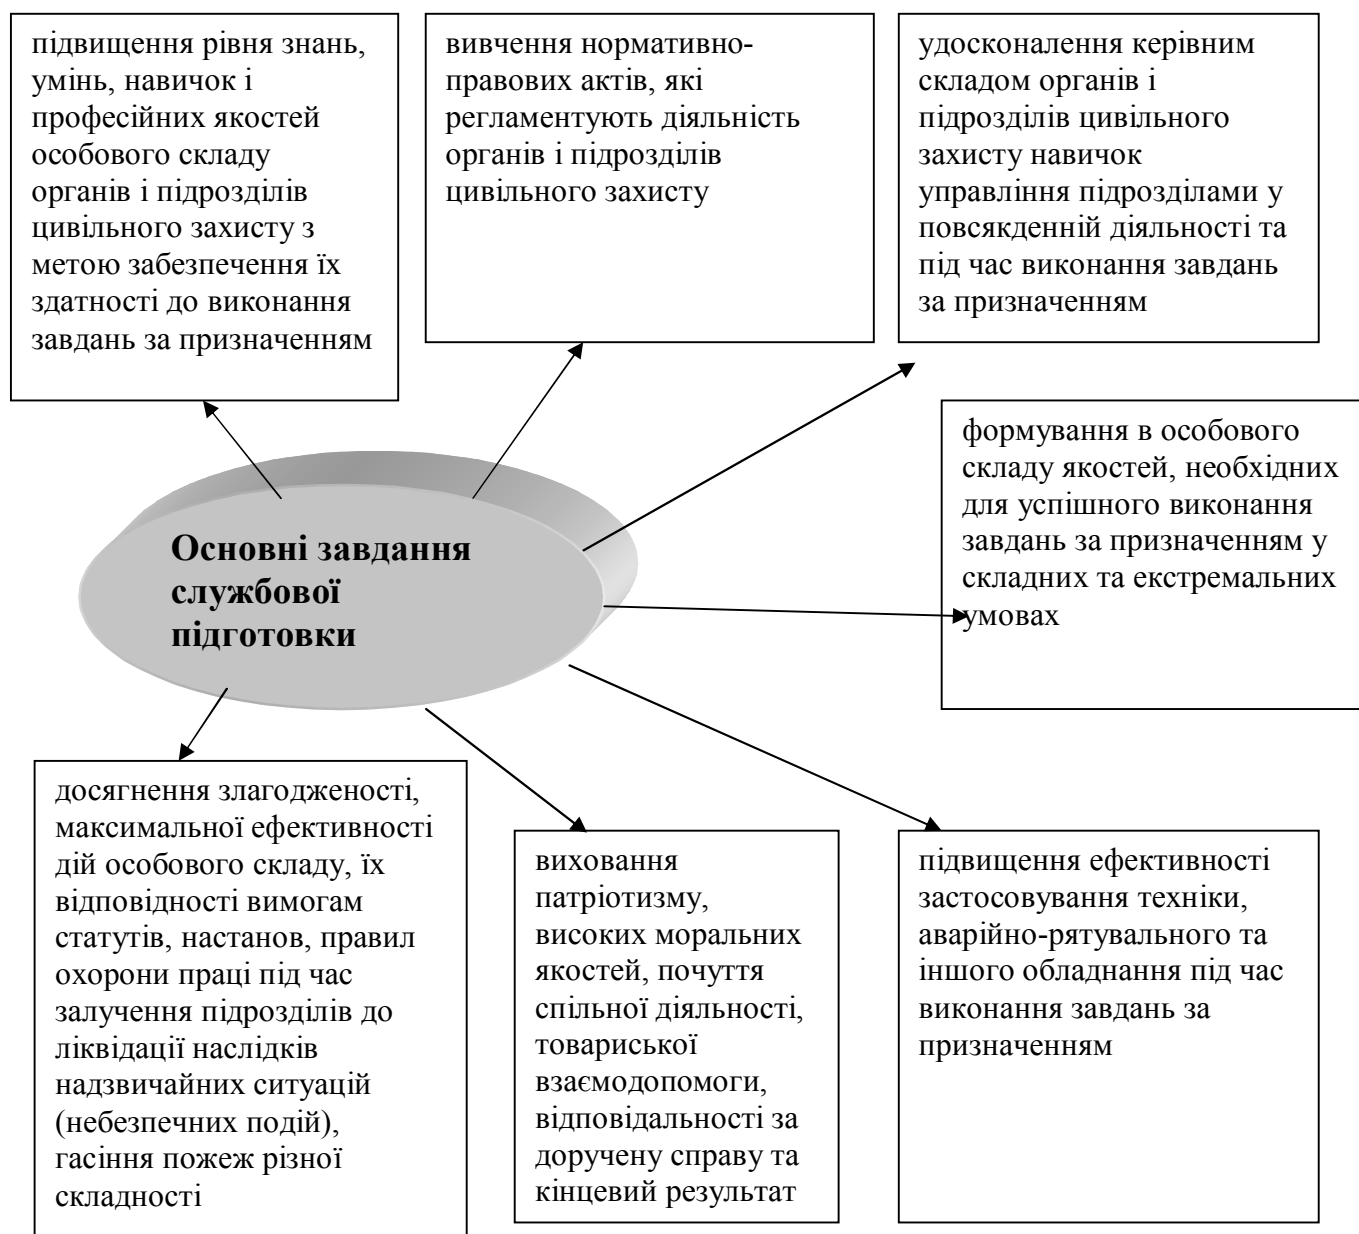 підвищення рівня знань,
умінь, навичок і
професійних якостей
особового складу
органів і підрозділів
цивільного захисту з
метою забезпечення їх
здатності до виконання
завдань за призначенням
вивчення нормативно-
правових актів, які
регламентують діяльність
органів і підрозділів
цивільного захисту
удосконалення керівним
складом органів і
підрозділів цивільного
захисту навичок
управління підрозділами у
повсякденній діяльності та
під час виконання завдань
за призначенням
формування в особового
складу якостей, необхідних
для успішного виконання
завдань за призначенням у
складних та екстремальних
умовах
Основні завдання
службової
підготовки
досягнення злагодженості,
максимальної ефективності
дій особового складу, їх
відповідності вимогам
статутів, настанов, правил
охорони праці під час
залучення підрозділів до
ліквідації наслідків
надзвичайних ситуацій
(небезпечних подій),
гасіння пожеж різної
складності
виховання
патріотизму,
високих моральних
якостей, почуття
спільної діяльності,
товариської
взаємодопомоги,
відповідальності за
доручену справу та
кінцевий результат
підвищення ефективності
застосовування техніки,
аварійно-рятувального та
іншого обладнання під час
виконання завдань за
призначенням